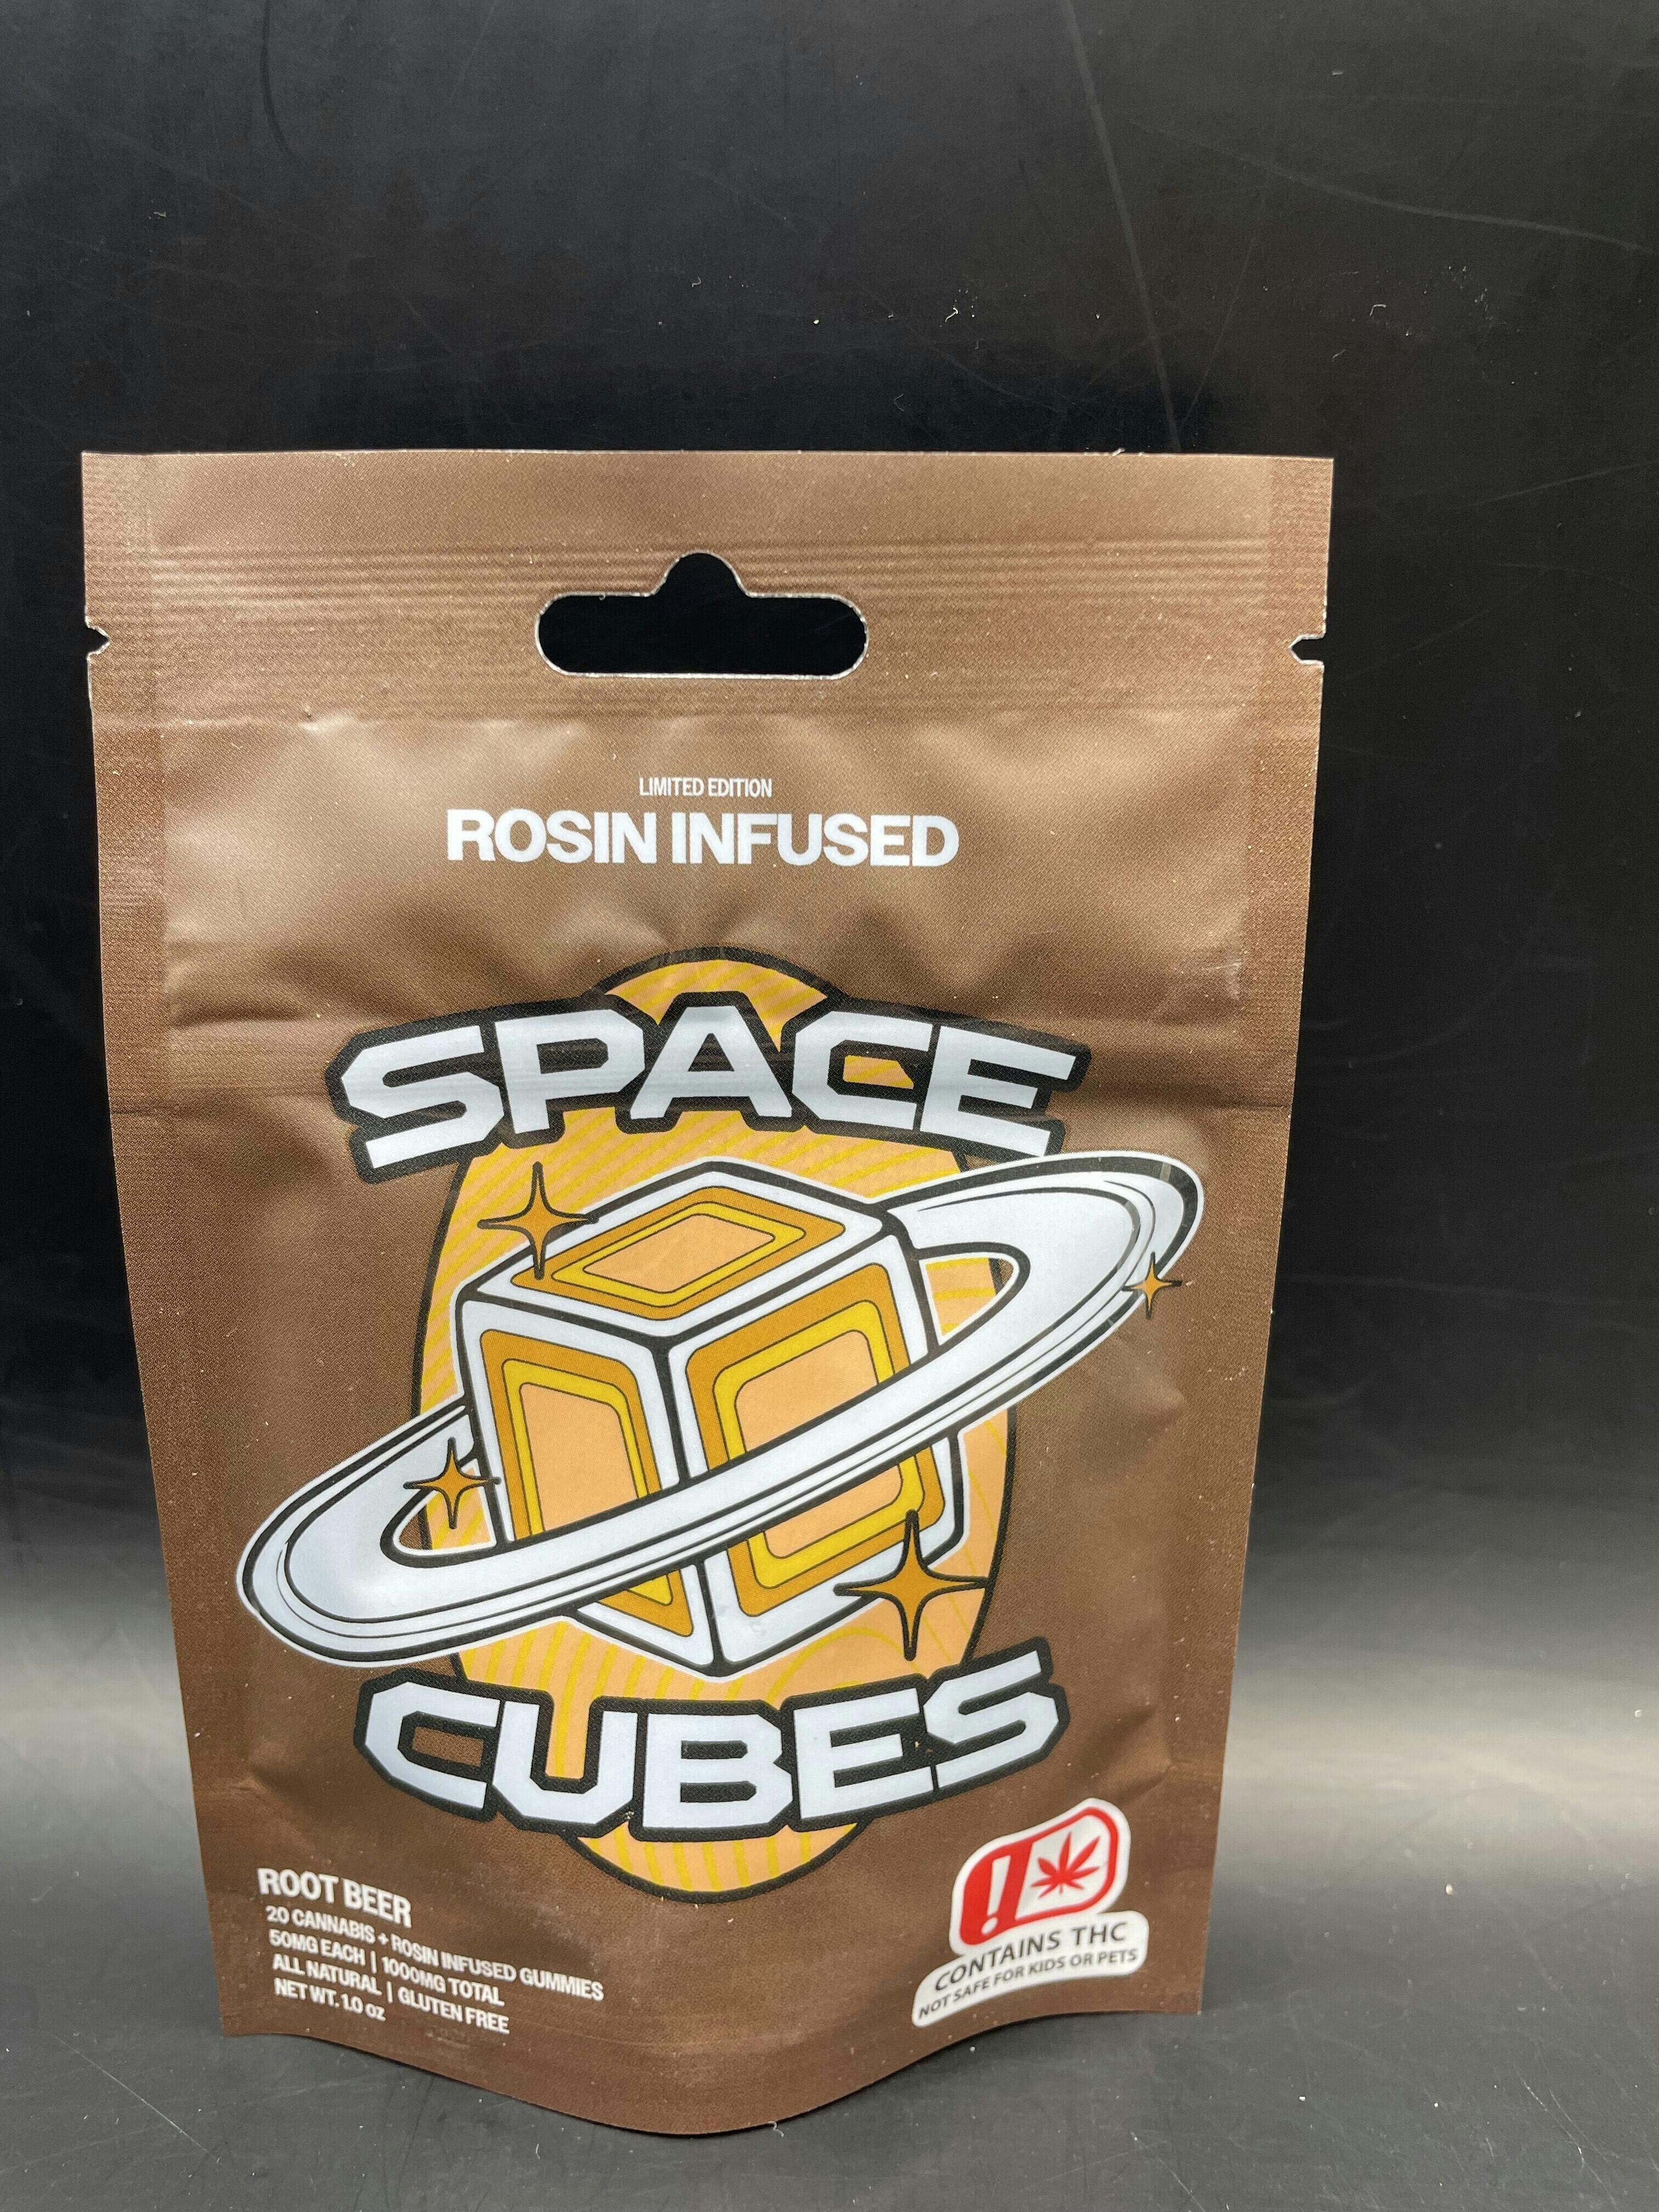 LIMITED EDITION
ROSIN INFUSED
SPACE
CUBES
ROOT BEER
20 CANNABIS + ROSIN INFUSED GUMMIES
50MG EACH | 1000MG TOTAL
ALL NATURAL | GLUTEN FREE
NET WT. 1.0 oz
!
CONTAINS THC
NOT SAFE FOR KIDS OR PETS